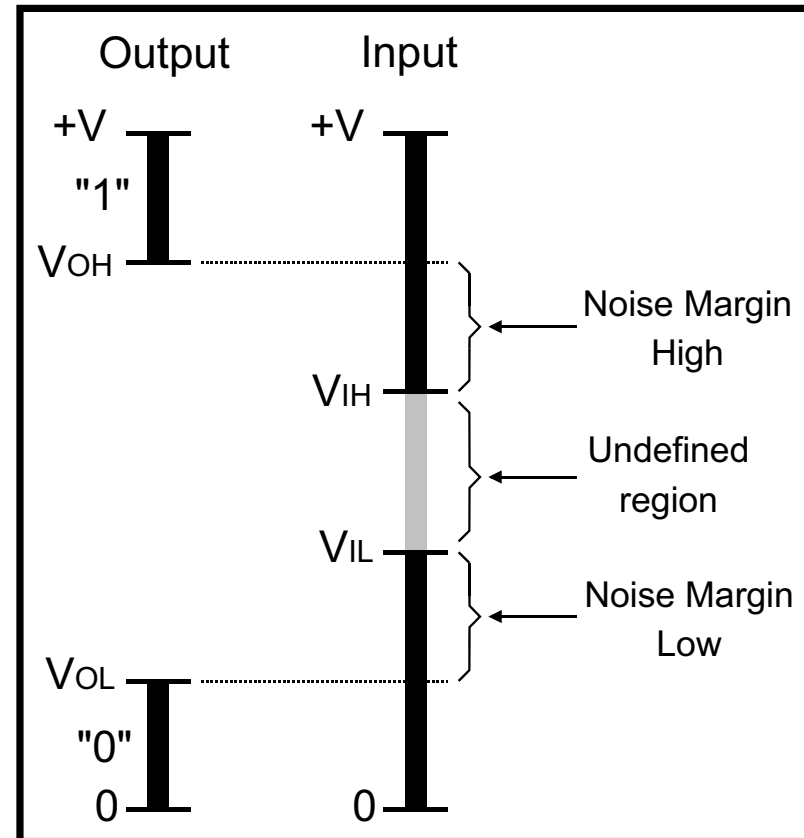 Output Input
+V +V
"1"
VOH
Noise Margin
High
VIH
Undefined
region
VIL
Noise Margin
Low
VOL
"0"
0 0